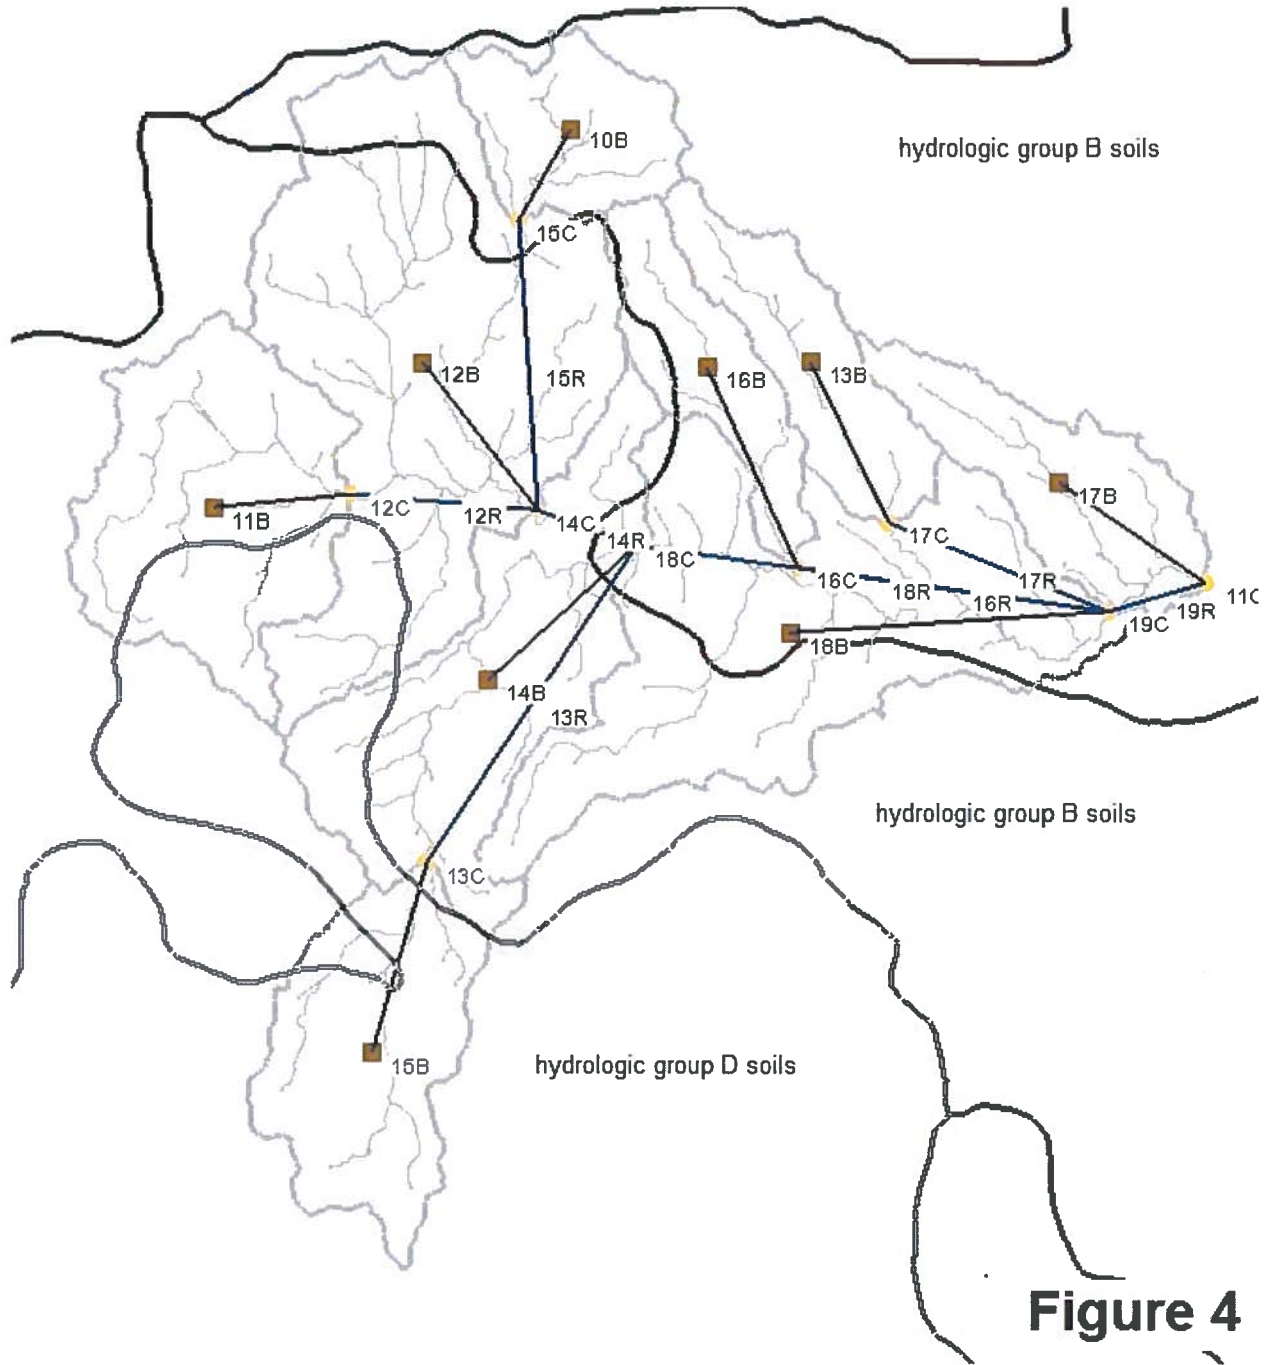 10B
hydrologic group B soils
15C
12B
15R
16B
13B
17B
11B
12C
12R
14C
14R
18C
17C
16C
18R
17R
16R
19R
11C
19C
18B
14B
13R
hydrologic group B soils
13C
hydrologic group D soils
15B
Figure 4